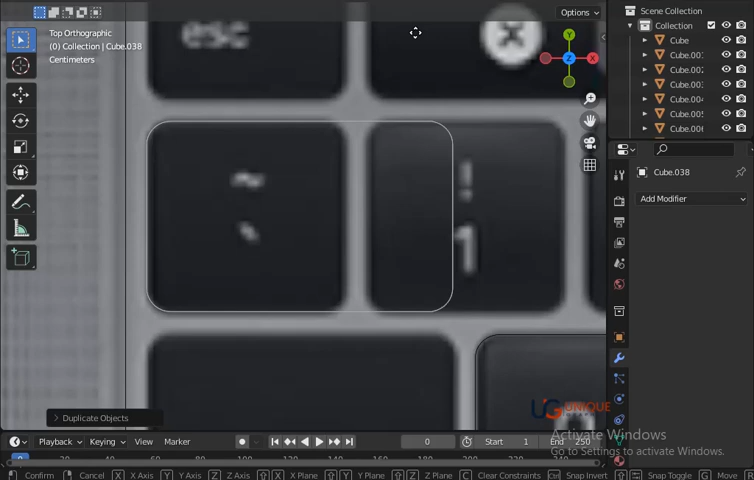 Top Orthographic
(0) Collection | Cube.038
Centimeters
Options
esc
~
`
!
1
Y
X
Z
Scene Collection
Collection
Cube
Cube.00
Cube.002
Cube.003
Cube.004
Cube.005
Cube.006
Cube.038
Add Modifier
Duplicate Objects
UNIQUE
Playback
Keying
View
Marker
0
Start
1
End
250
Activate Windows
Go to Settings to activate Windows.
0
Confirm
Cancel
X
X Axis
Y
Y Axis
Z
Z Axis
X
X Plane
Y
Y Plane
Z
Z Plane
C
Clear Constraints
Snap Invert
Snap Toggle
G
Move
R